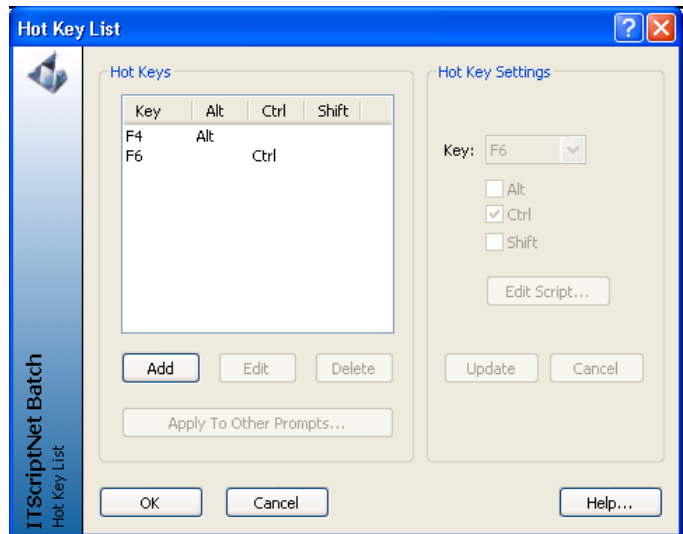 Hot Key List
Hot Keys
Key Alt Ctrl Shift
F4 Alt
F6 Ctrl
Add Edit Delete
Apply To Other Prompts...
Hot Key Settings
Key: F6
Alt
Ctrl
Shift
Edit Script...
Update Cancel
OK Cancel Help...
ITScriptNet Batch
Hot Key List